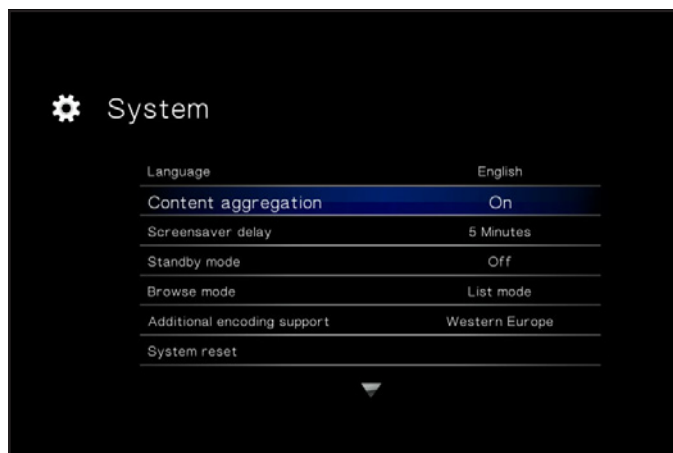 System
Language English
Content aggregation On
Screensaver delay 5 Minutes
Standby mode Off
Browse mode List mode
Additional encoding support Western Europe
System reset